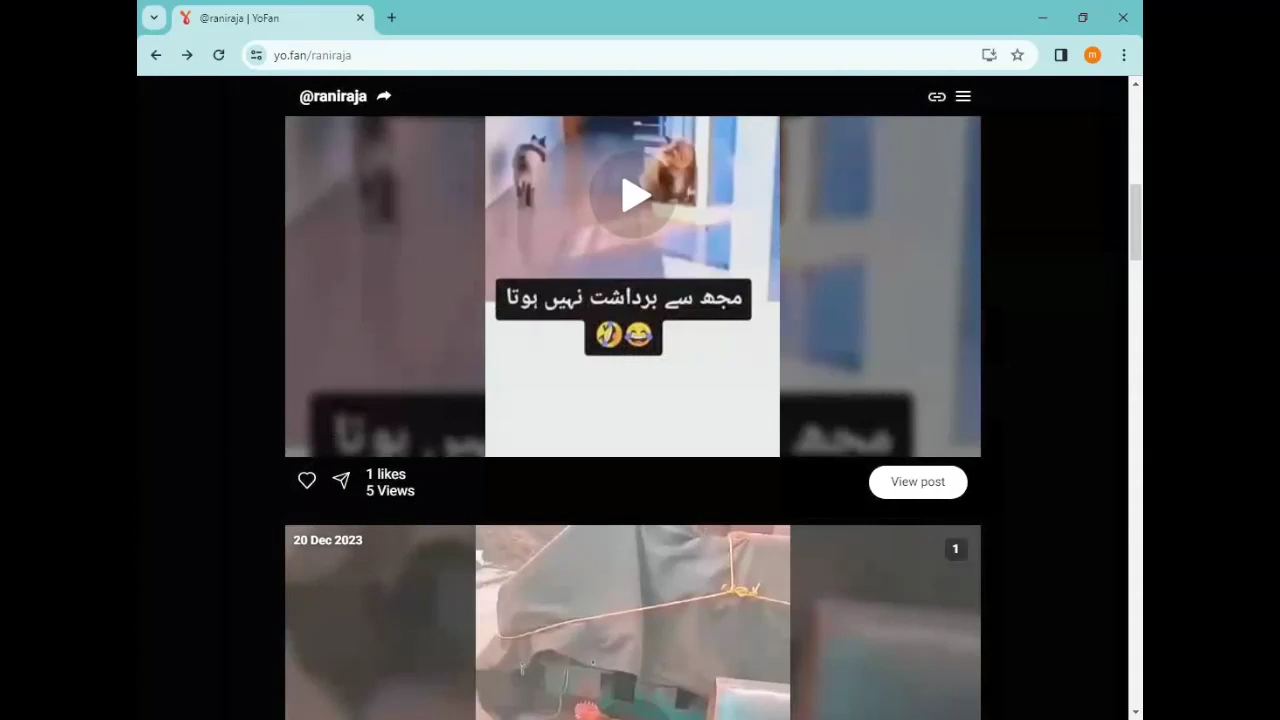 @raniraja | YoFan
yo.fan/raniraja
m
@raniraja
مجھ سے برداشت نہیں ہوتا
🤣😂
1 likes
5 Views
View post
20 Dec 2023
1